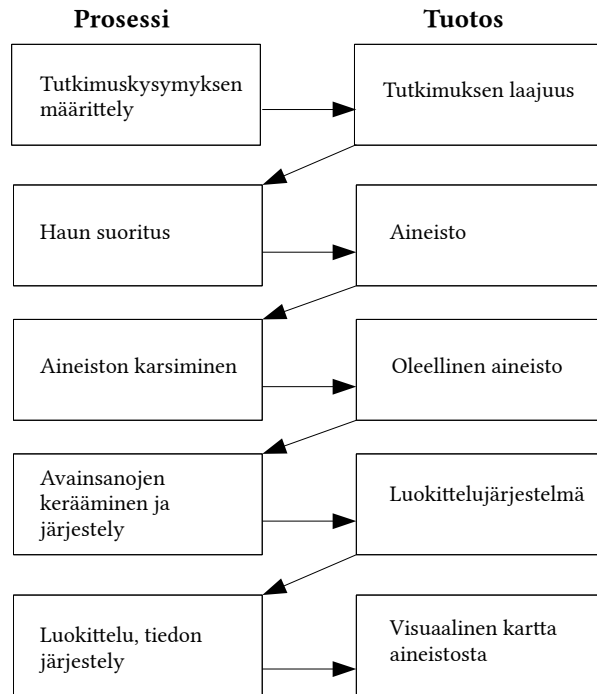 Prosessi
Tuotos
Tutkimuskysymyksen
määrittely
Tutkimuksen laajuus
Haun suoritus
Aineisto
Aineiston karsiminen
Oleellinen aineisto
Avainsanojen
kerääminen ja
järjestely
Luokittelujärjestelmä
Luokittelu, tiedon
järjestely
Visuaalinen kartta
aineistosta